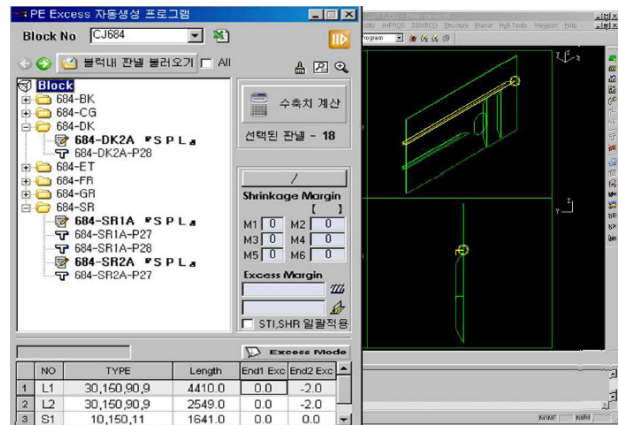 PE Excess 자동생성 프로그램
Block No CJ684
블럭내 판넬 불러오기 All
Block
684-BK
684-CG
684-DK
684-DK2A 『S P L』
684-DK2A-P28
684-ET
684-FR
684-GR
684-SR
684-SR1A 『S P L』
684-SR1A-P27
684-SR1A-P28
684-SR2A 『S P L』
684-SR2A-P27
수축치 계산
선택된 판넬 - 18
/
Shrinkage Margin
[ ]
M1 0 M2 0
M3 0 M4 0
M5 0 M6 0
Excess Margin
STI,SHR 일괄적용
Excess Mode
NO TYPE Length End1 Exc End2 Exc
1 L1 30,150,90,9 4410.0 0.0 -2.0
2 L2 30,150,90,9 2549.0 0.0 -2.0
3 S1 10,150,11 1641.0 0.0 0.0
Help
NONE